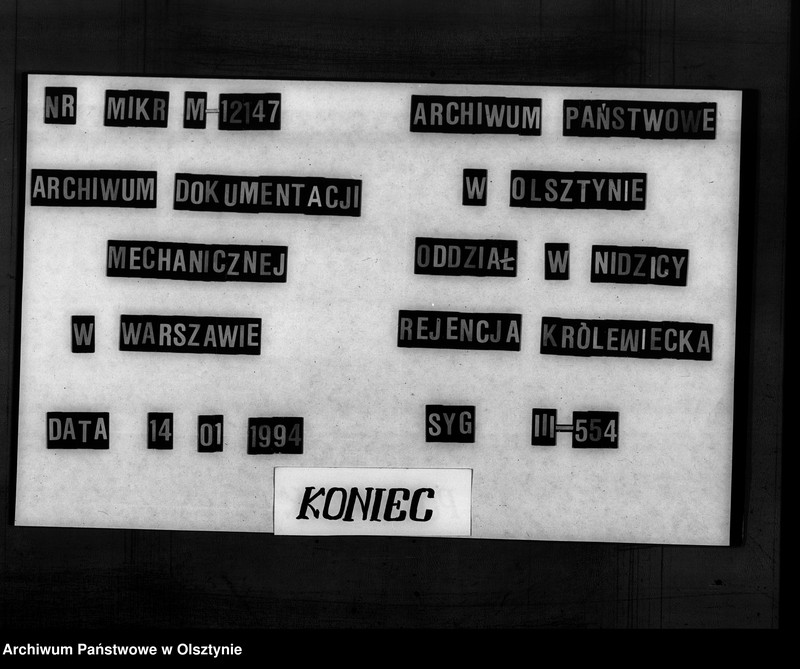 NR MIKR M-12147
ARCHIWUM DOKUMENTACJI
MECHANICZNEJ
W WARSZAWIE
DATA 14 01 1994
ARCHIWUM PAŃSTWOWE
W OLSZTYNIE
ODDZIAŁ W NIDZICY
REJENCJA KRÒLEWIECKA
SYG III-554
KONIEC
Archiwum Państwowe w Olsztynie